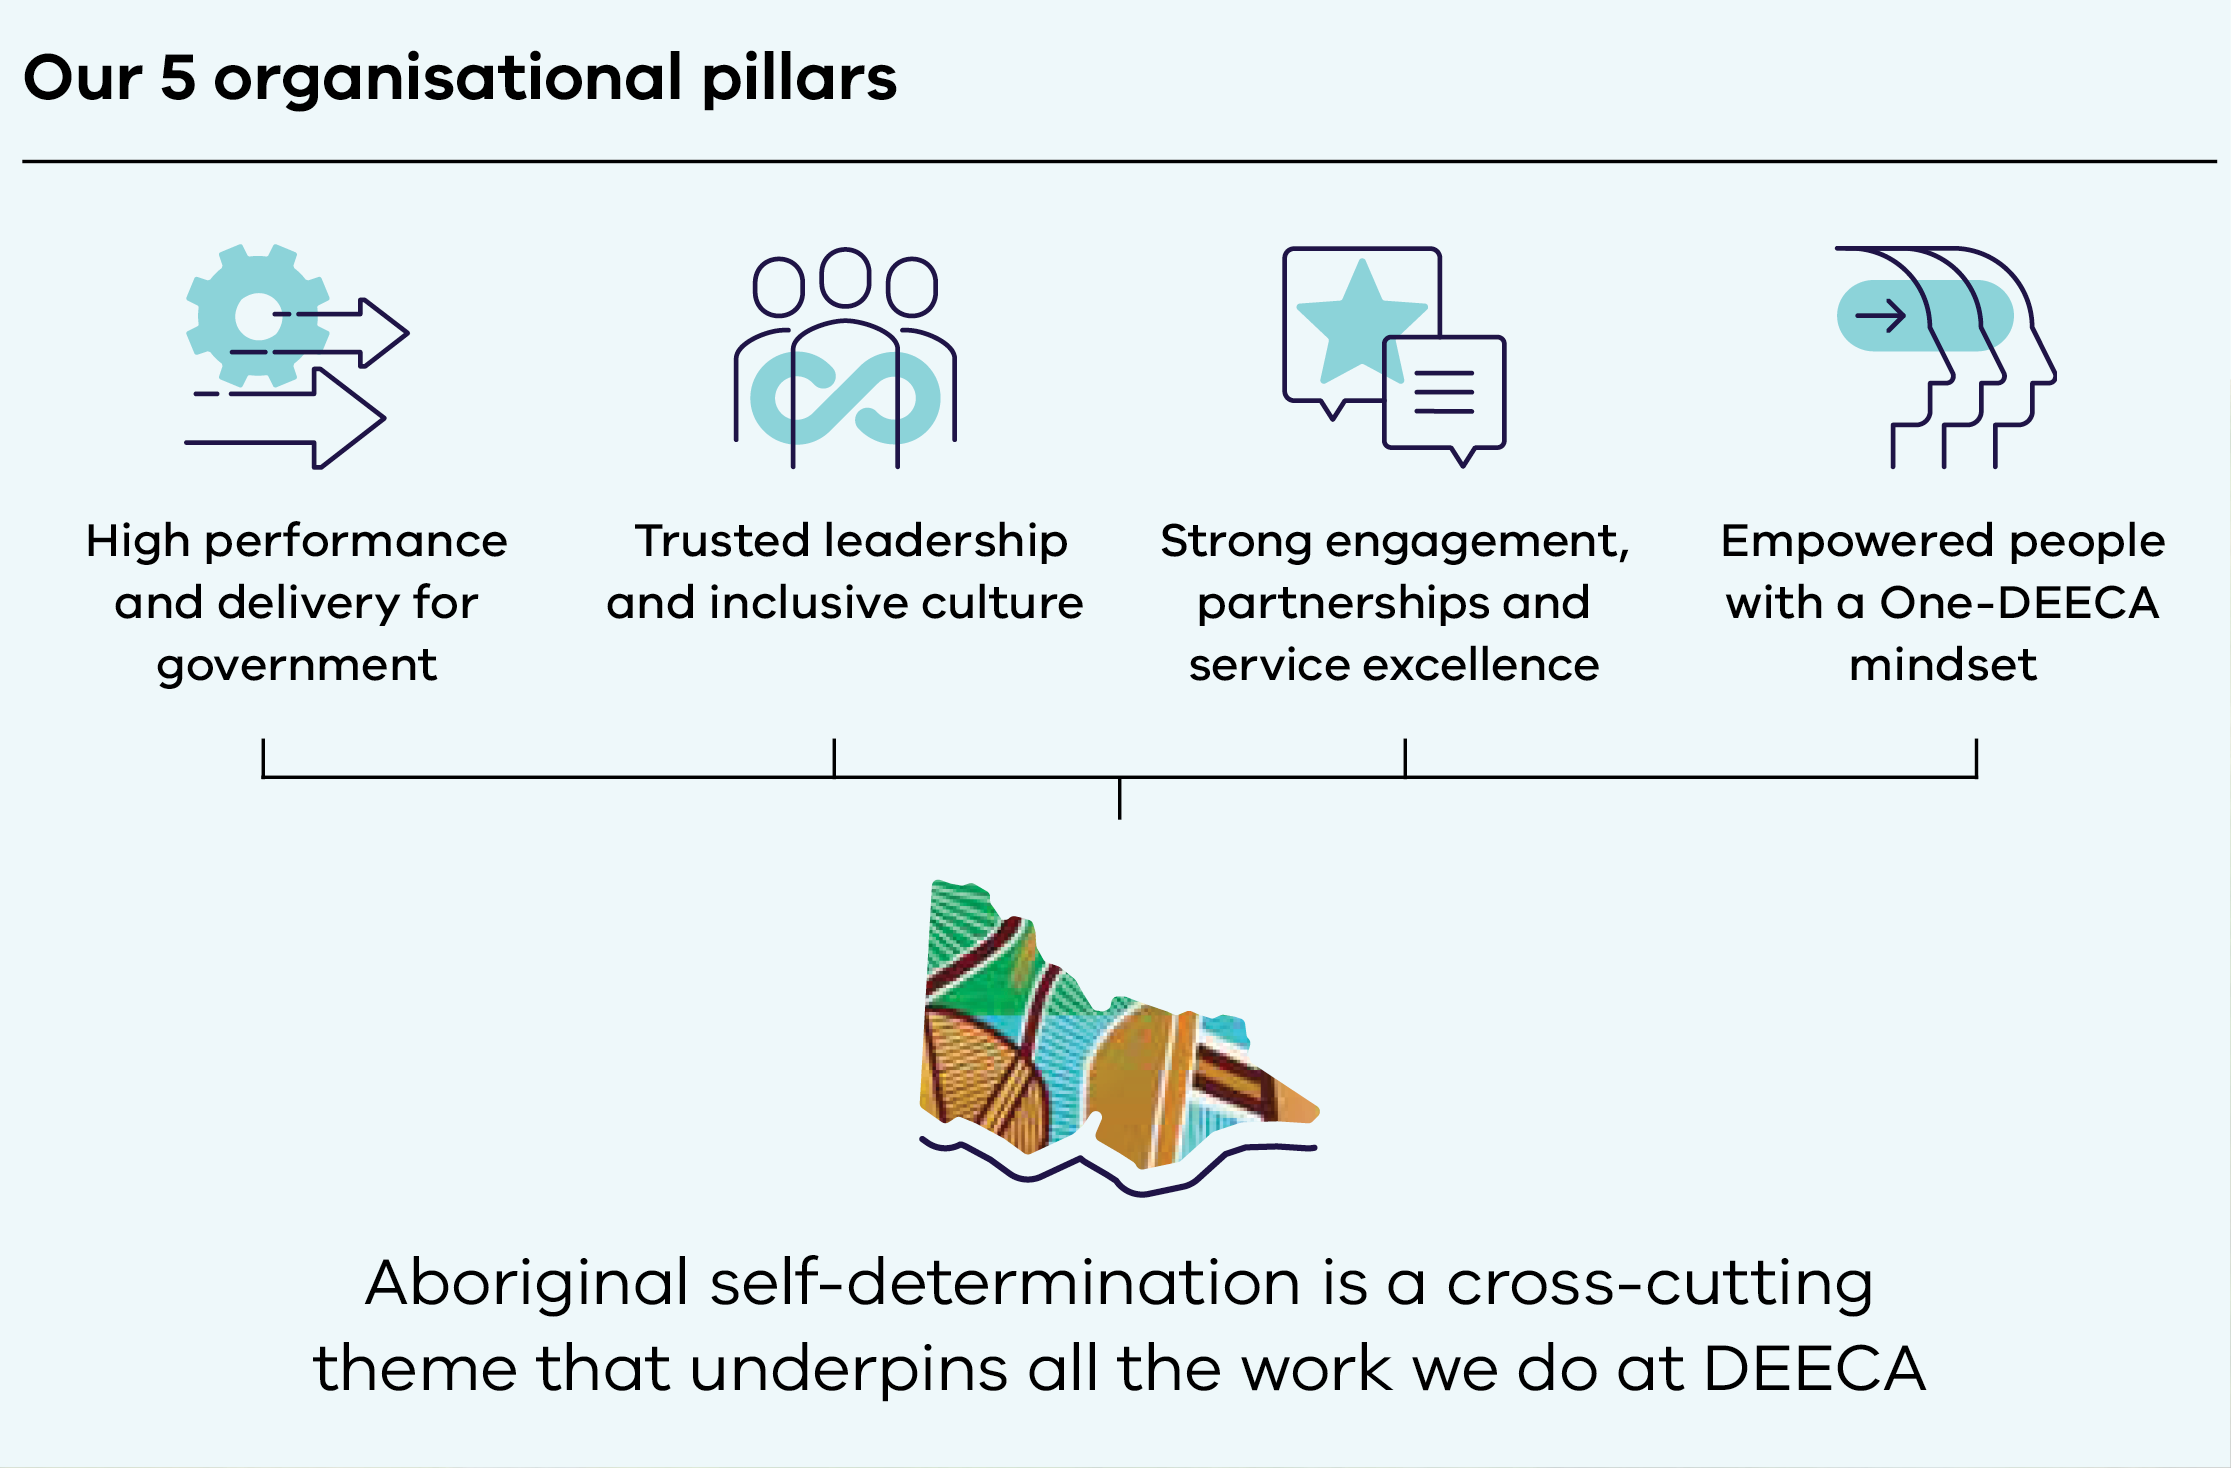 Our 5 organisational pillars
High performance
and delivery for
government
Trusted leadership
and inclusive culture
Strong engagement,
partnerships and
service excellence
Empowered people
with a One-DEECA
mindset
Aboriginal self-determination is a cross-cutting
theme that underpins all the work we do at DEECA